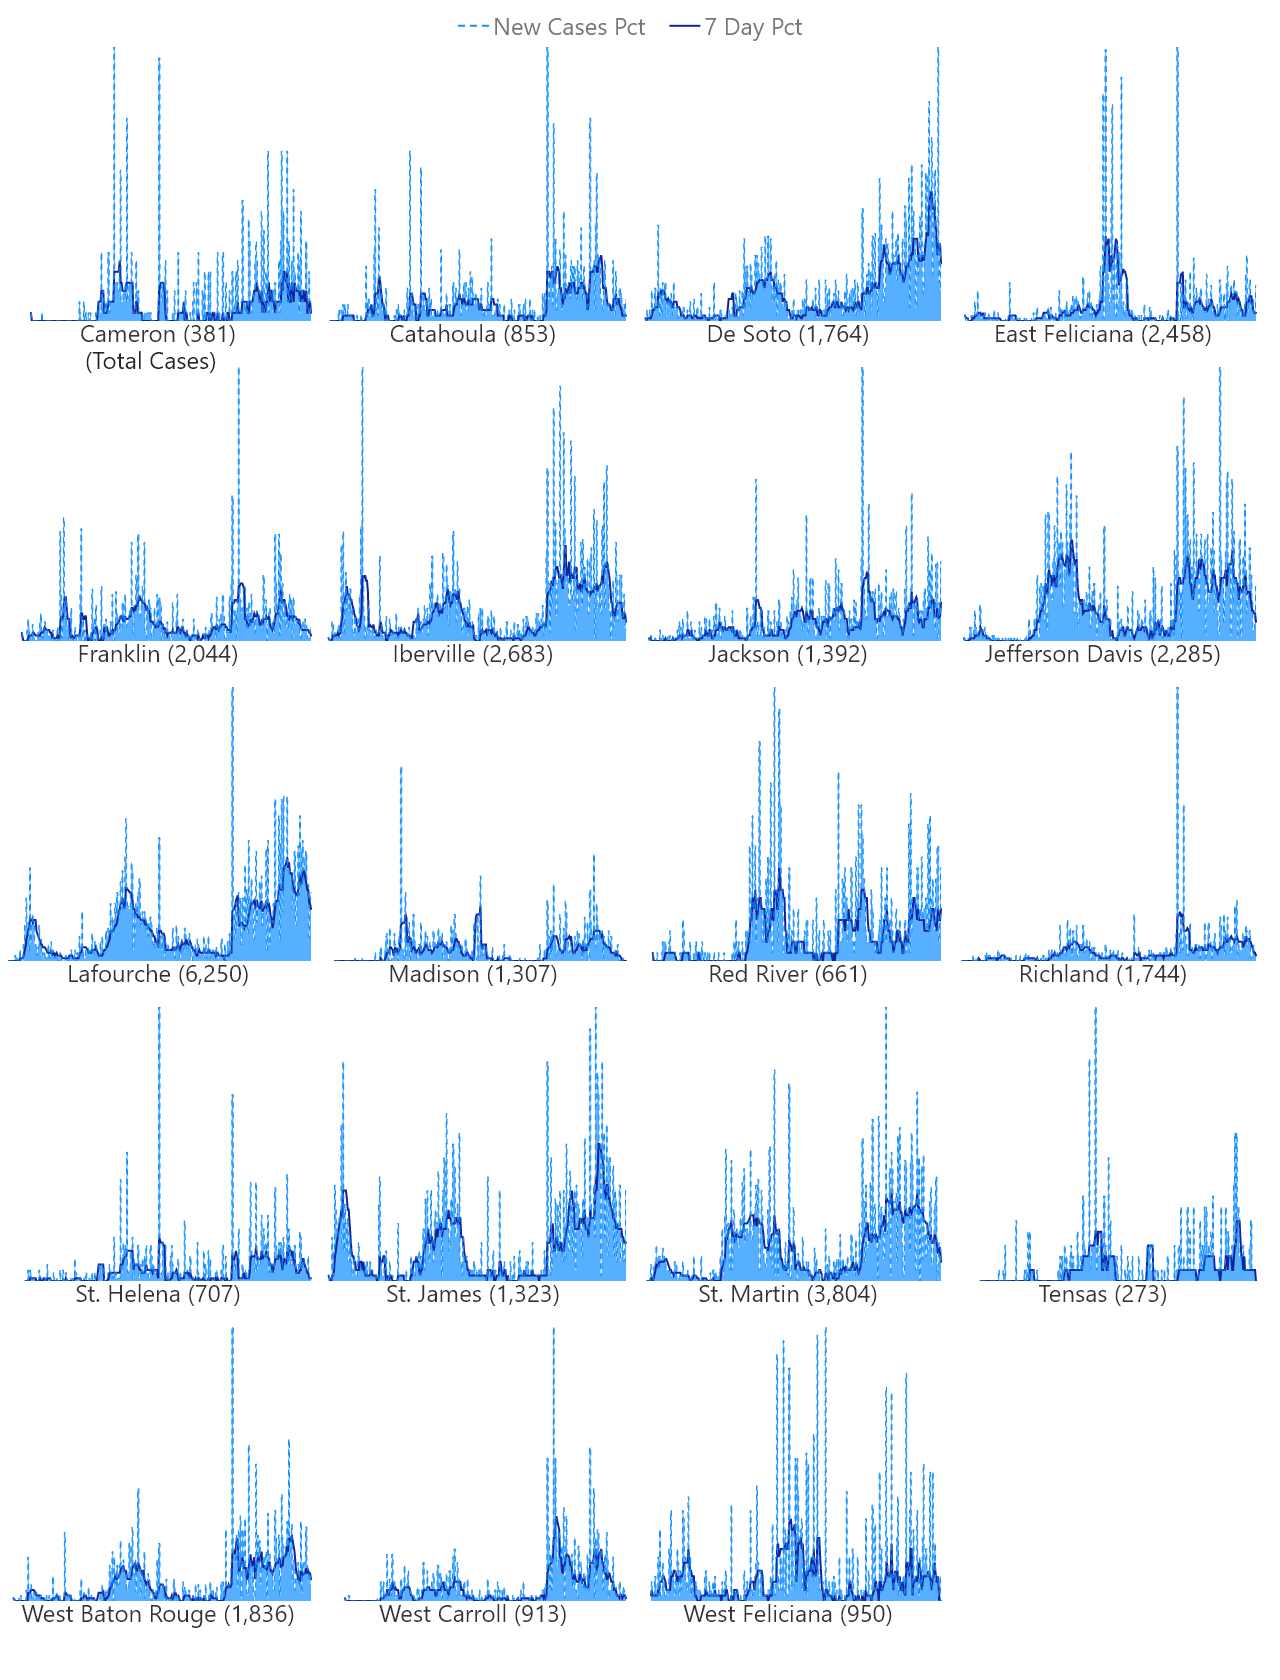 New Cases Pct 7 Day Pct
Cameron (381) Catahoula (853) De Soto (1,764) East Feliciana (2,458)
(Total Cases)
Franklin (2,044) Iberville (2,683) Jackson (1,392) Jefferson Davis (2,285)
Lafourche (6,250) Madison (1,307) Red River (661) Richland (1,744)
St. Helena (707) St. James (1,323) St. Martin (3,804) Tensas (273)
West Baton Rouge (1,836) West Carroll (913) West Feliciana (950)